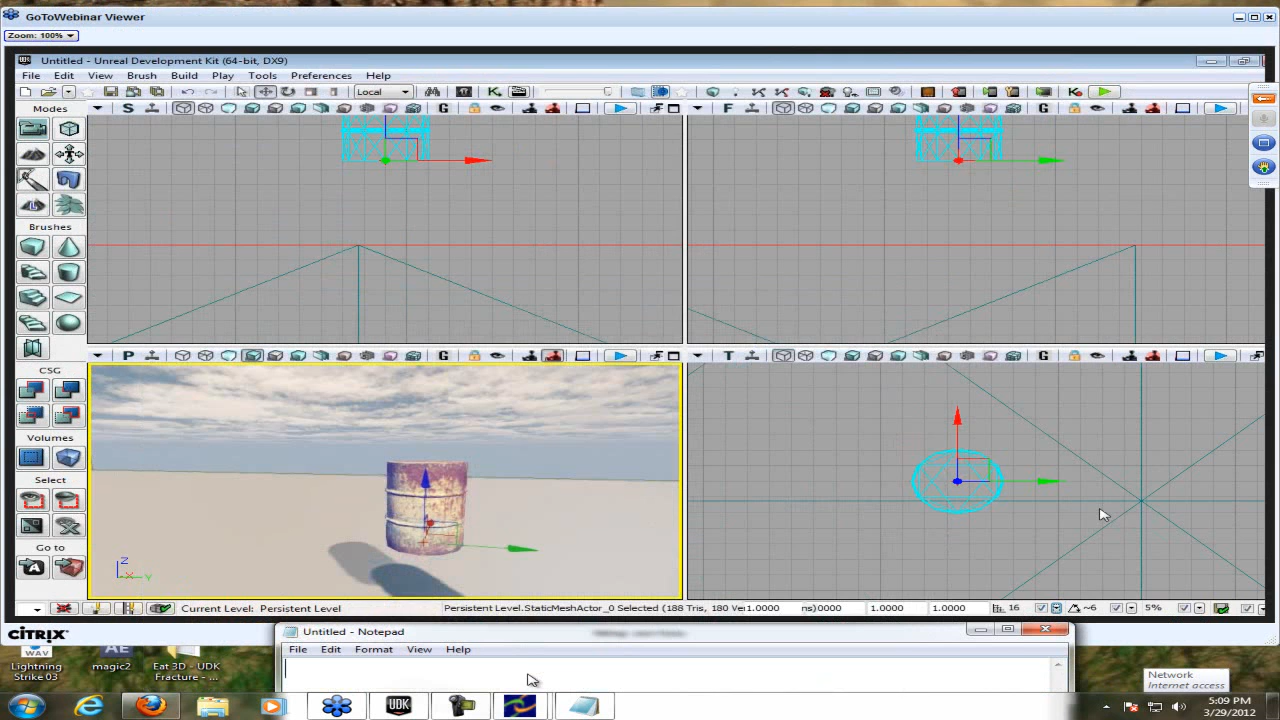 GoToWebinar Viewer
Zoom: 100%
Untitled - Unreal Development Kit (64-bit, DX9)
File Edit View Brush Build Play Tools Preferences Help
Local
Modes
S G
F G
Brushes
P G
T G
CSG
Volumes
Select
Go to
Z
X Y
Current Level: Persistent Level
Persistent Level.StaticMeshActor_0 Selected (188 Tris, 180 Ve
1.0000
1.0000
1.0000
16
5%
CITRIX
Untitled - Notepad
File Edit Format View Help
WAV
Lightning
Strike 03
AE
magic2
Eat 3D - UDK
Fracture - ...
Network
Internet access
UDK
5:09 PM
3/29/2012